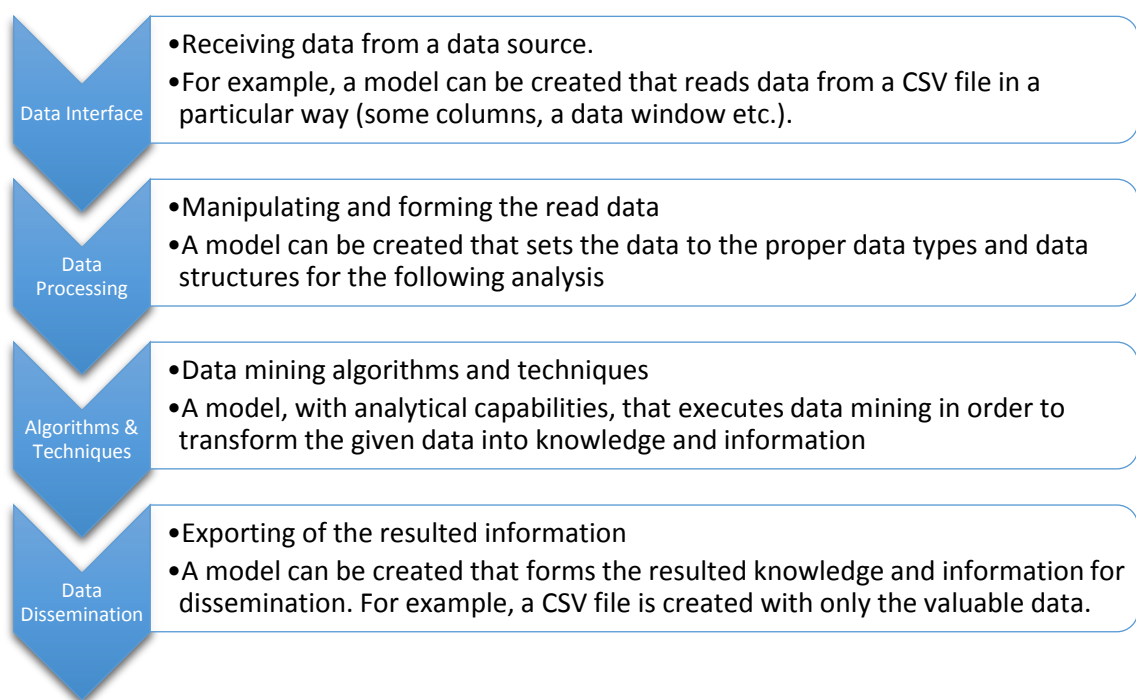 Data Interface
•Receiving data from a data source.
•For example, a model can be created that reads data from a CSV file in a
particular way (some columns, a data window etc.).
Data
Processing
•Manipulating and forming the read data
•A model can be created that sets the data to the proper data types and data
structures for the following analysis
Algorithms &
Techniques
•Data mining algorithms and techniques
•A model, with analytical capabilities, that executes data mining in order to
transform the given data into knowledge and information
Data
Dissemination
•Exporting of the resulted information
•A model can be created that forms the resulted knowledge and information for
dissemination. For example, a CSV file is created with only the valuable data.